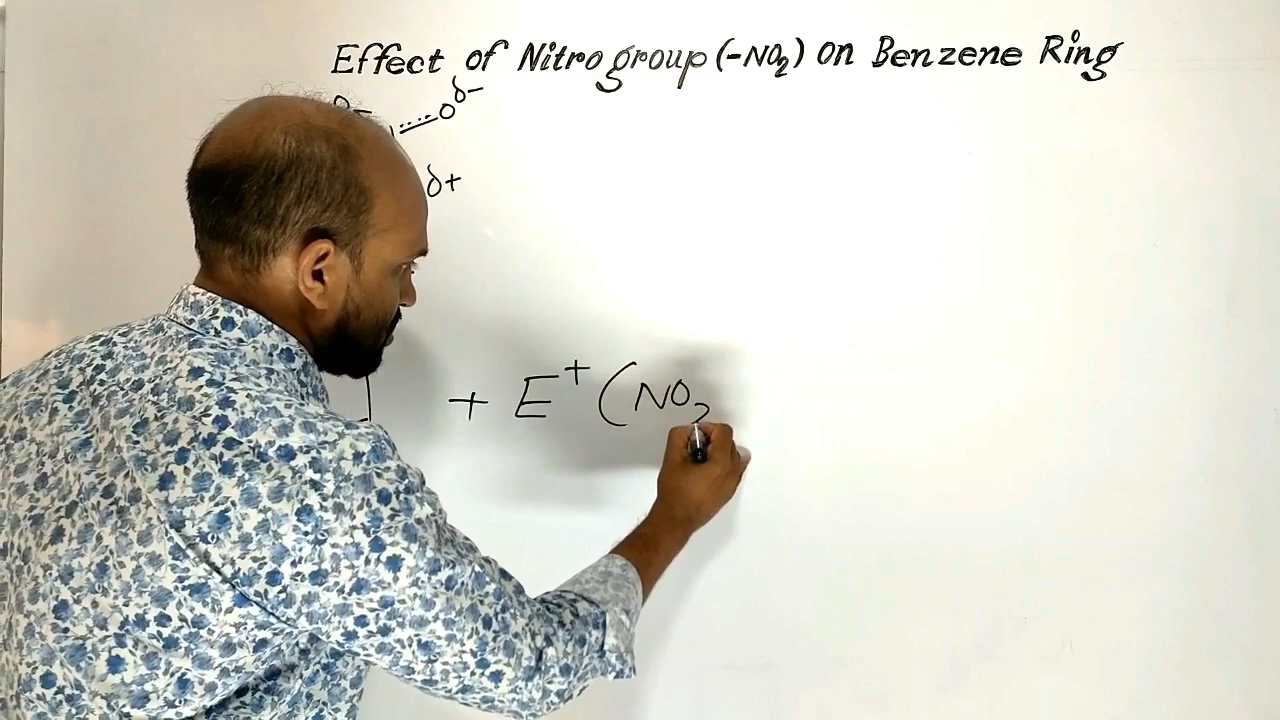 Effect of Nitro group (-NO₂) on Benzene Ring
O δ-
δ+
+ E⁺ (NO₂